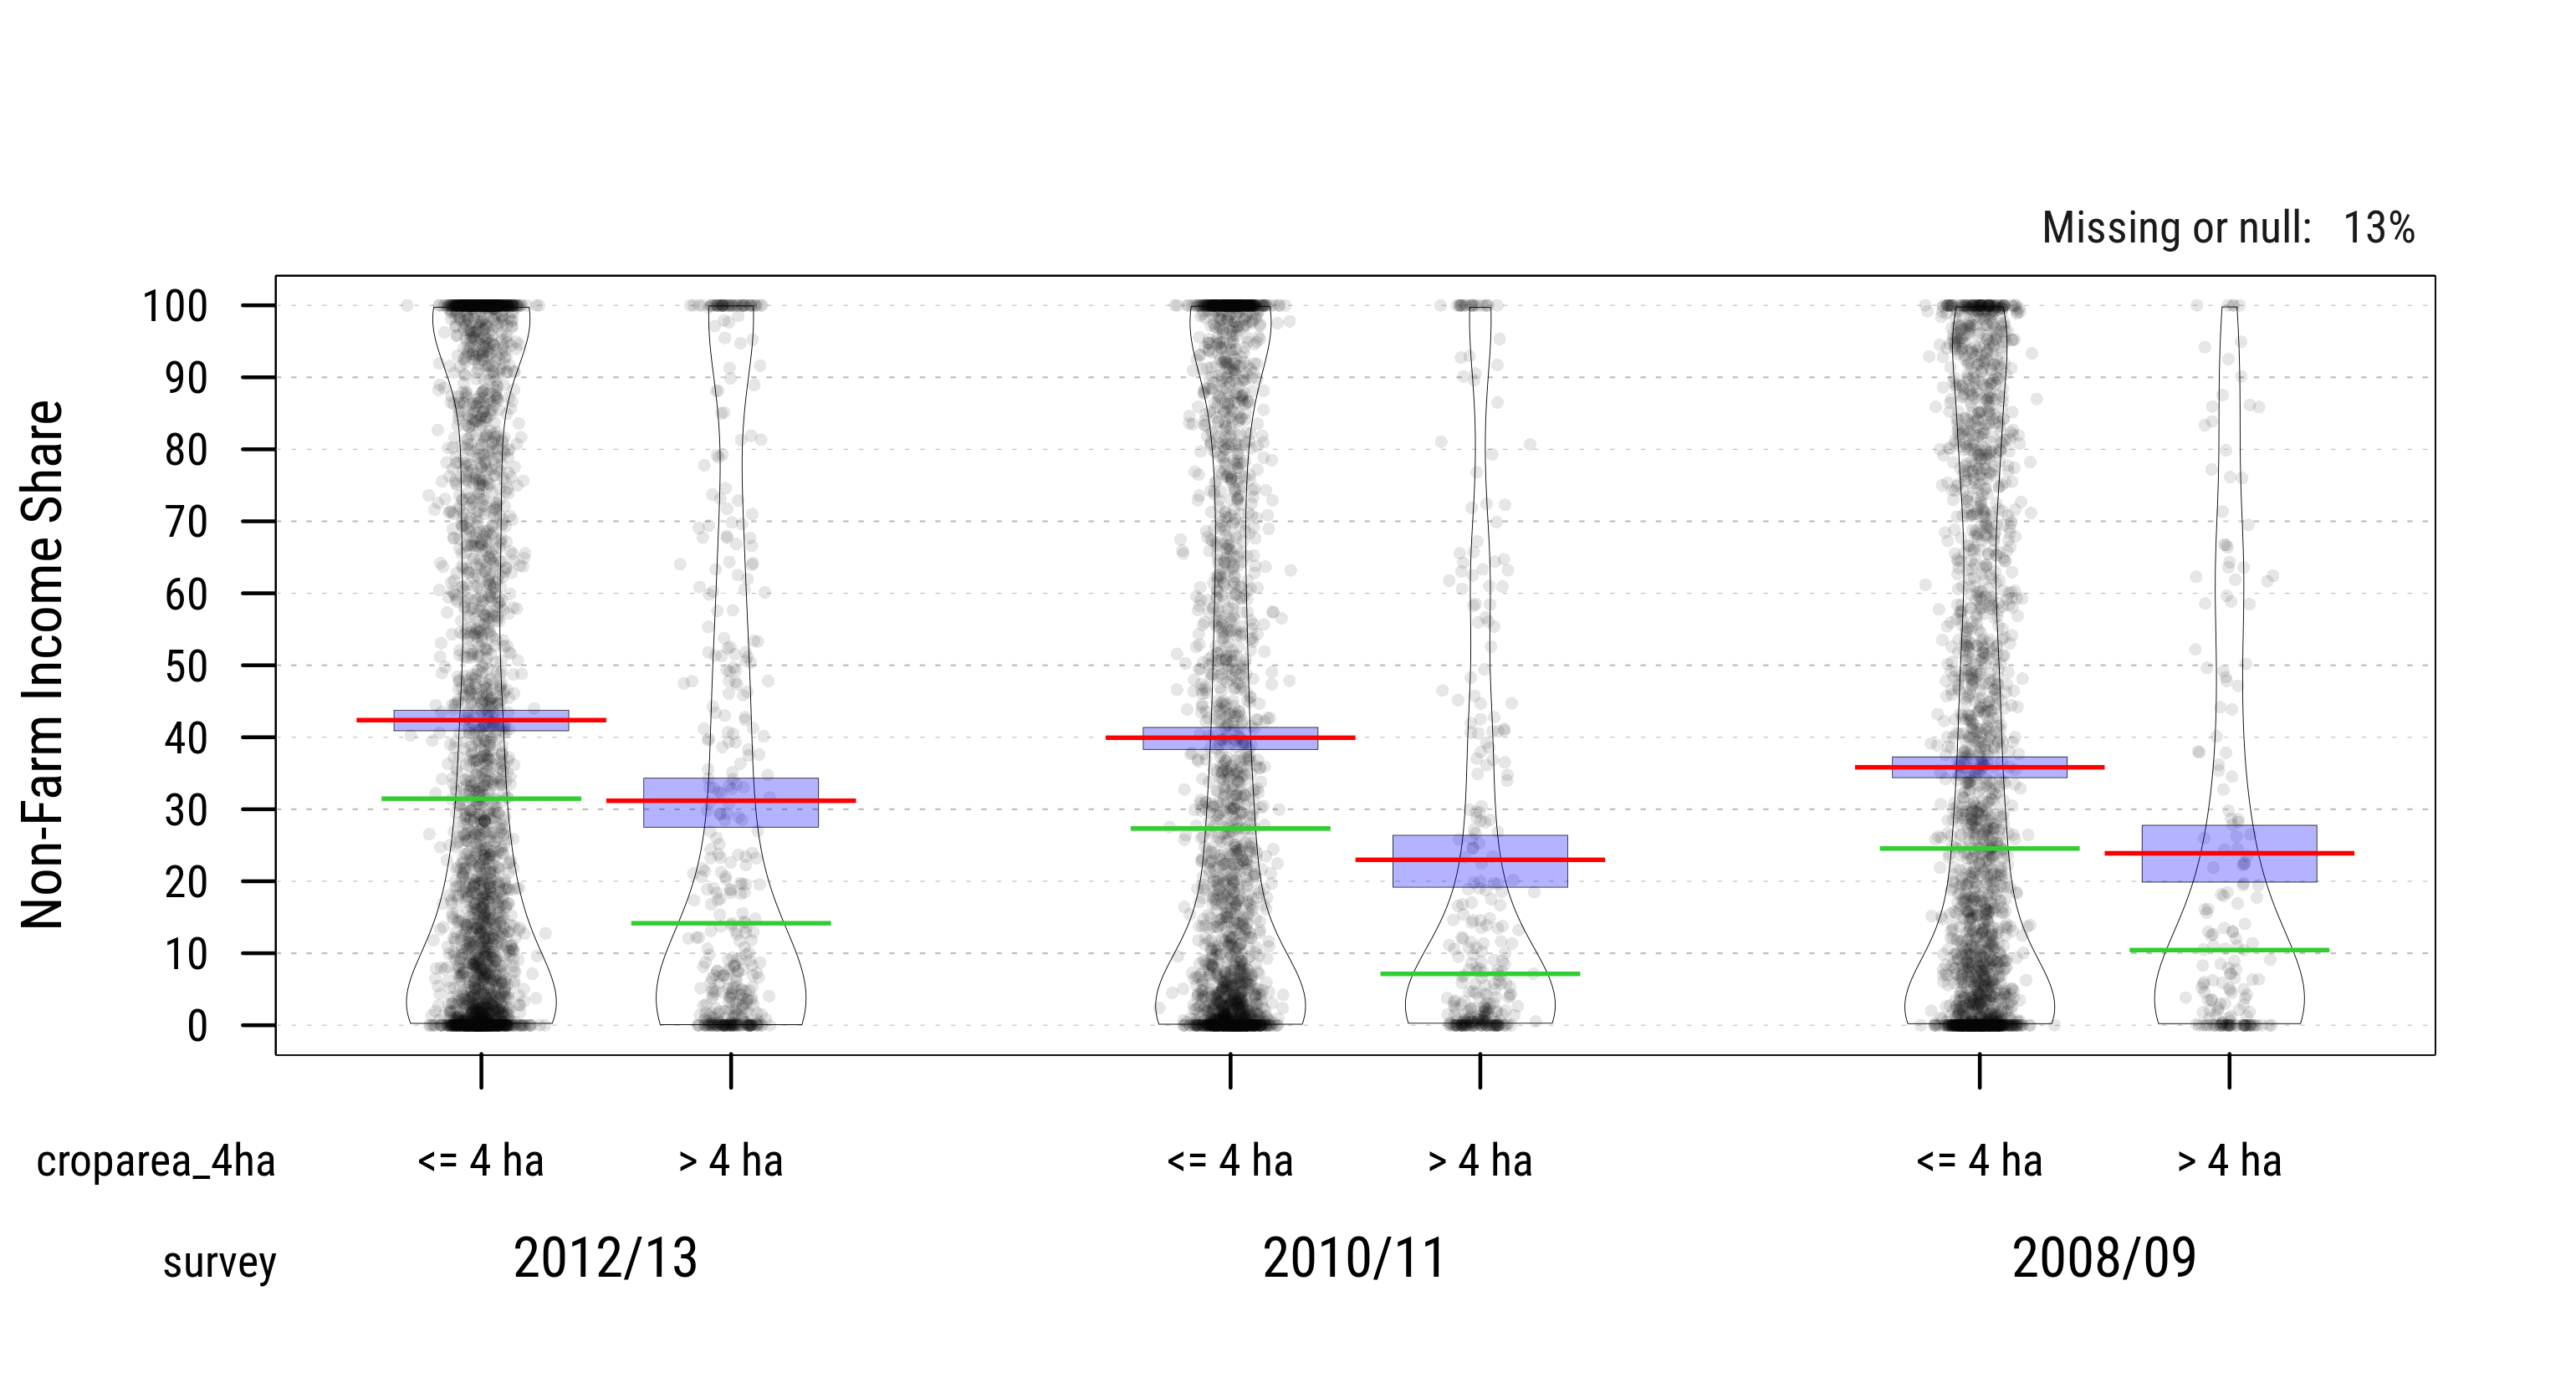 Missing or null: 13%
Non-Farm Income Share
100
90
80
70
60
50
40
30
20
10
0
croparea_4ha <= 4 ha > 4 ha <= 4 ha > 4 ha <= 4 ha > 4 ha
survey 2012/13 2010/11 2008/09